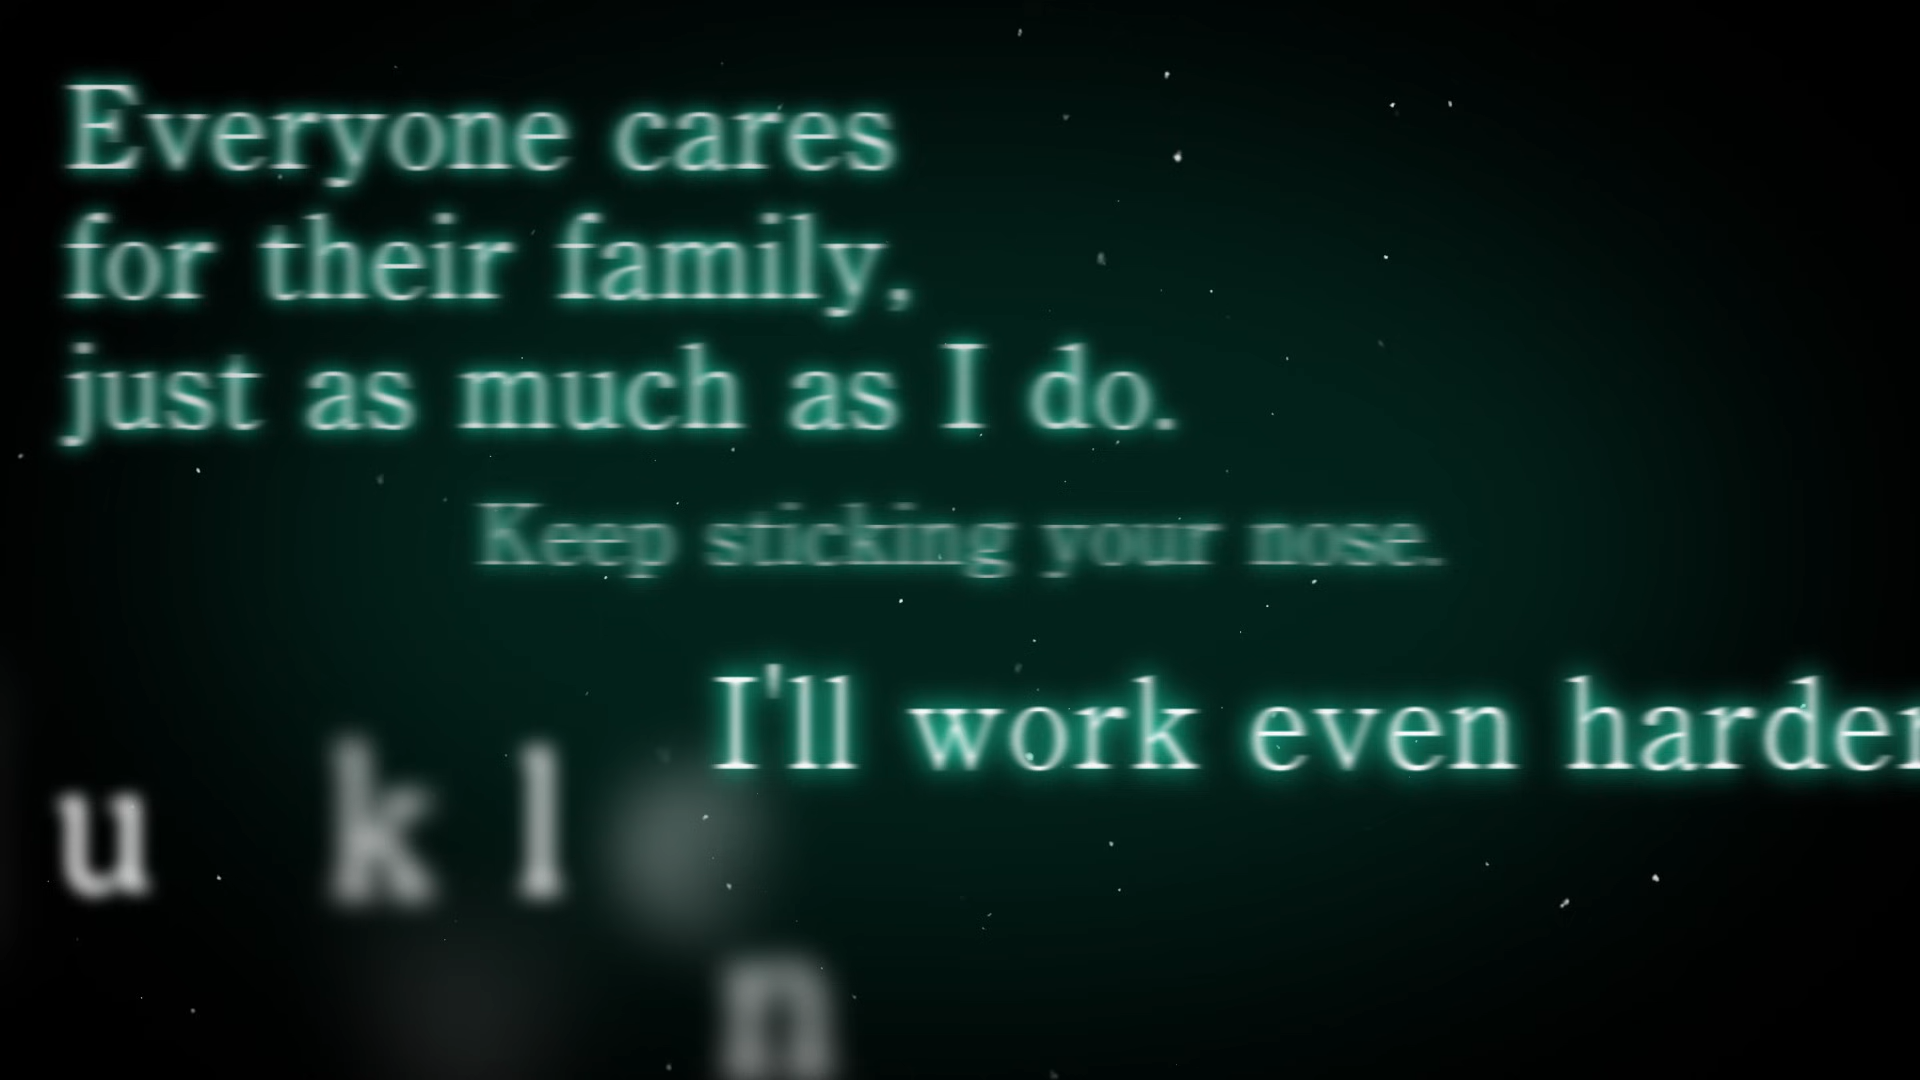 Everyone cares
for their family,
just as much as I do.
Keep sticking your nose.
I'll work even harder
u k l
n